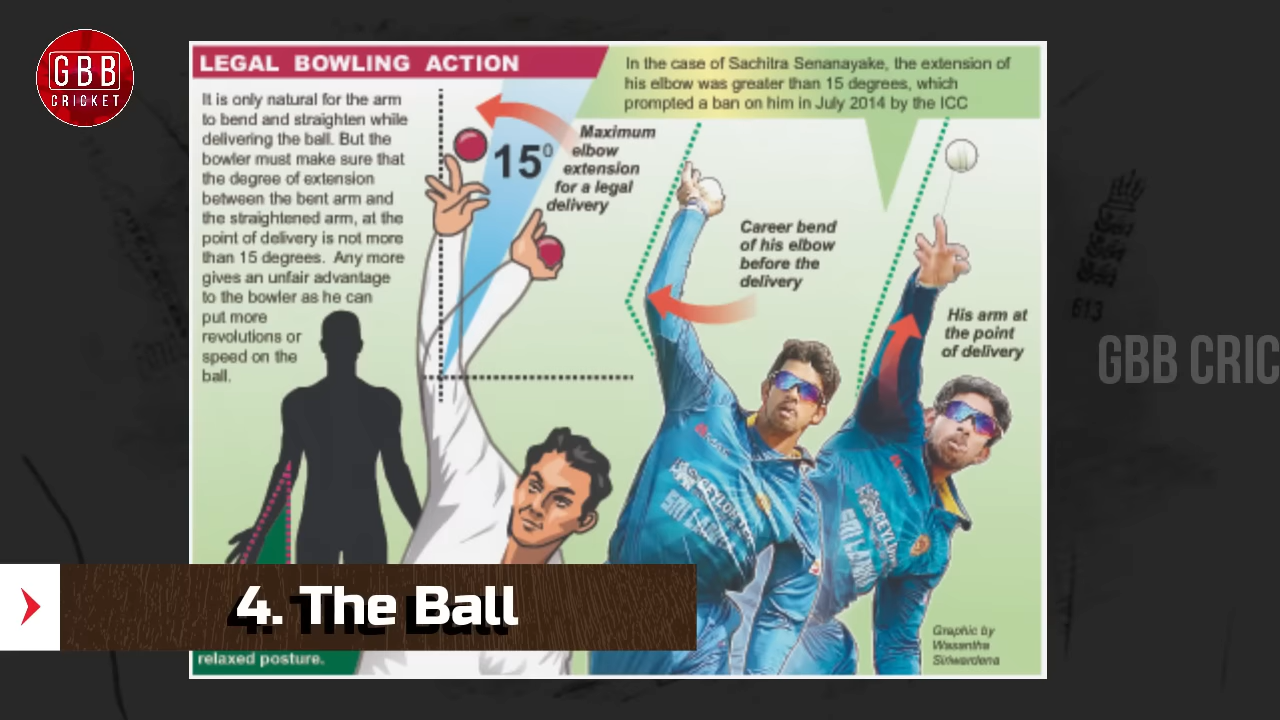 GBB
CRICKET
LEGAL BOWLING ACTION
It is only natural for the arm
to bend and straighten while
delivering the ball. But the
bowler must make sure that
the degree of extension
between the bent arm and
the straightened arm, at the
point of delivery is not more
than 15 degrees. Any more
gives an unfair advantage
to the bowler as he can
put more
revolutions or
speed on the
ball.
15⁰
Maximum
elbow
extension
for a legal
delivery
In the case of Sachitra Senanayake, the extension of
his elbow was greater than 15 degrees, which
prompted a ban on him in July 2014 by the ICC
Career bend
of his elbow
before the
delivery
His arm at
the point
of delivery
613
GBB CRIC
4. The Ball
relaxed posture.
Graphic by
Wasantha
Siriwardena